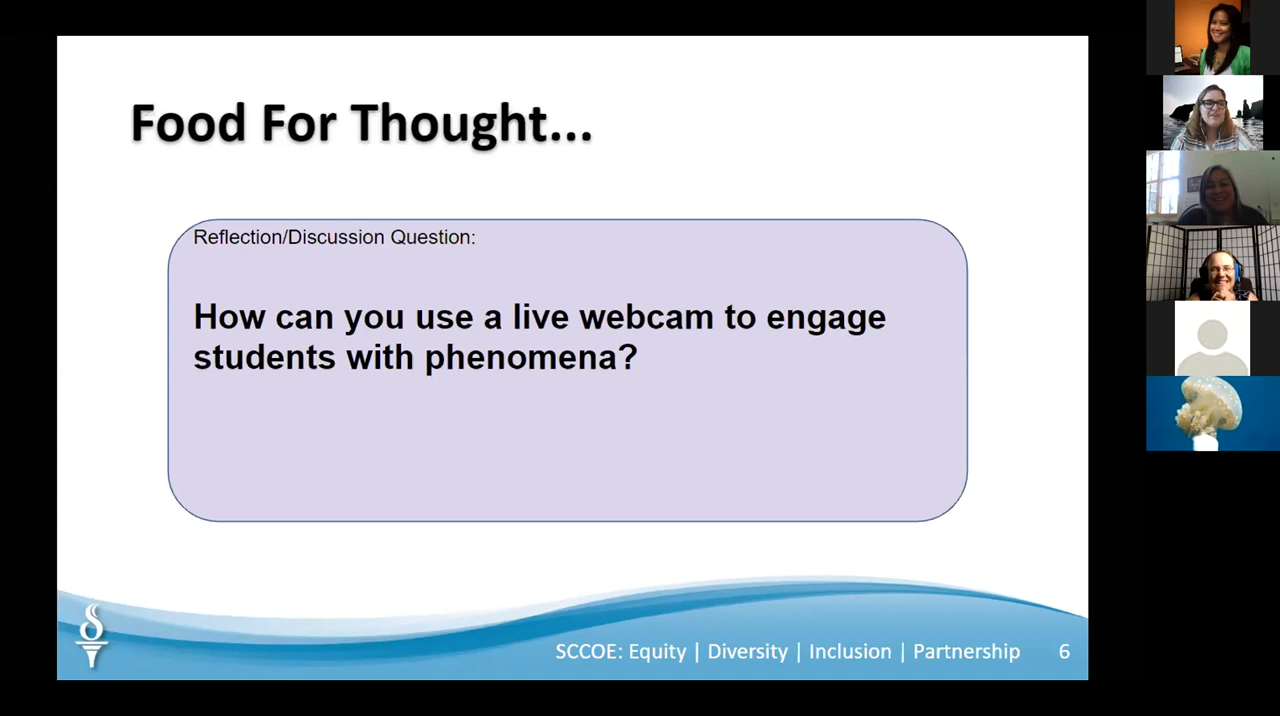 Food For Thought...
Reflection/Discussion Question:
How can you use a live webcam to engage
students with phenomena?
SCCOE: Equity | Diversity | Inclusion | Partnership 6